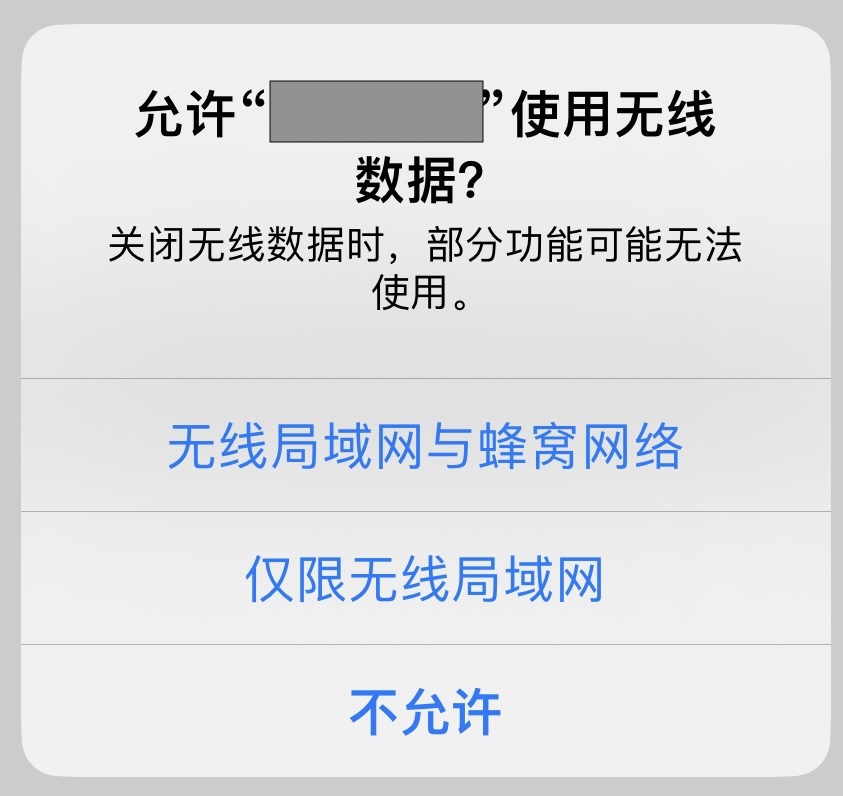 允许“”使用无线
数据?
关闭无线数据时，部分功能可能无法
使用。
无线局域网与蜂窝网络
仅限无线局域网
不允许